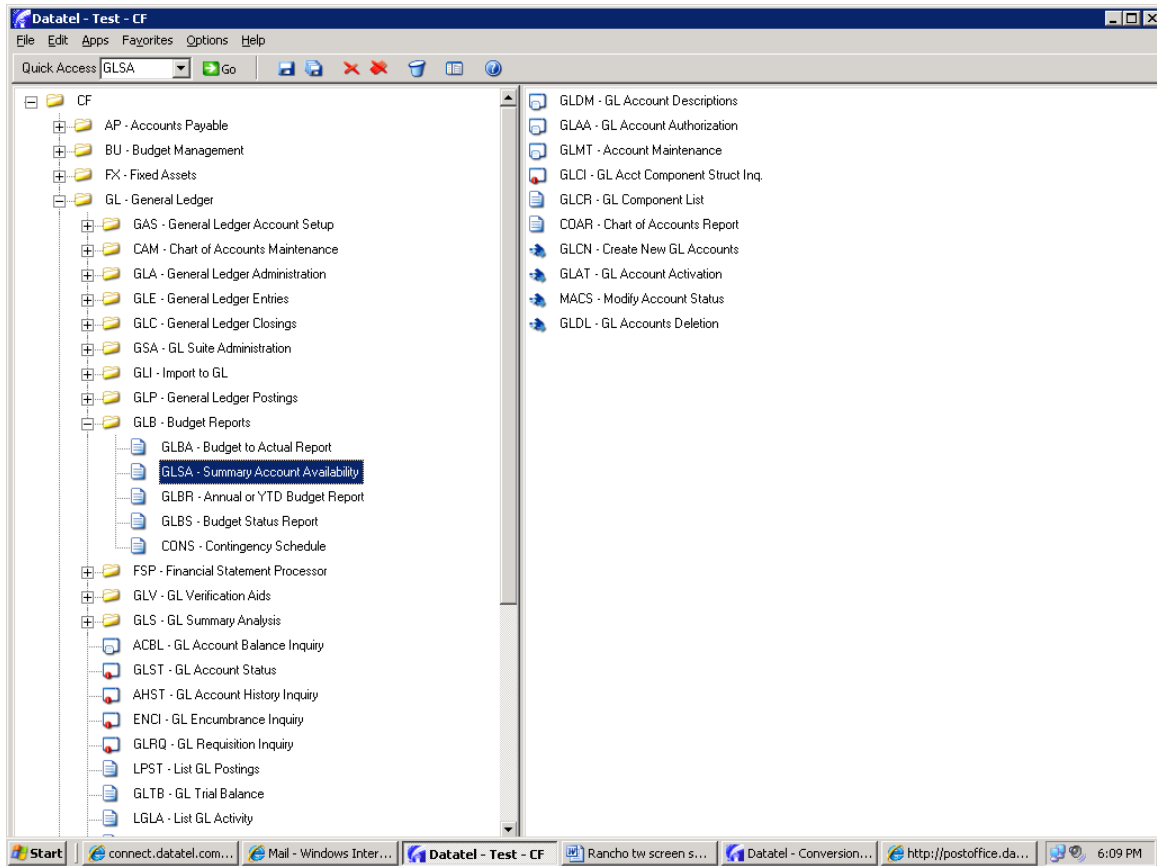 Datatel - Test - CF
File Edit Apps Favorites Options Help
Quick Access GLSA Go
CF
AP - Accounts Payable
BU - Budget Management
FX - Fixed Assets
GL - General Ledger
GAS - General Ledger Account Setup
CAM - Chart of Accounts Maintenance
GLA - General Ledger Administration
GLE - General Ledger Entries
GLC - General Ledger Closings
GSA - GL Suite Administration
GLI - Import to GL
GLP - General Ledger Postings
GLB - Budget Reports
GLBA - Budget to Actual Report
GLSA - Summary Account Availability
GLBR - Annual or YTD Budget Report
GLBS - Budget Status Report
CONS - Contingency Schedule
FSP - Financial Statement Processor
GLV - GL Verification Aids
GLS - GL Summary Analysis
ACBL - GL Account Balance Inquiry
GLST - GL Account Status
AHST - GL Account History Inquiry
ENCI - GL Encumbrance Inquiry
GLRQ - GL Requisition Inquiry
LPST - List GL Postings
GLTB - GL Trial Balance
LGLA - List GL Activity
GLDM - GL Account Descriptions
GLAA - GL Account Authorization
GLMT - Account Maintenance
GLCI - GL Acct Component Struct Inq.
GLCR - GL Component List
COAR - Chart of Accounts Report
GLCN - Create New GL Accounts
GLAT - GL Account Activation
MACS - Modify Account Status
GLDL - GL Accounts Deletion
Start connect.datatel.com... Mail - Windows Inter... Datatel - Test - CF Rancho tw screen s... Datatel - Conversion... http://postoffice.da... 6:09 PM